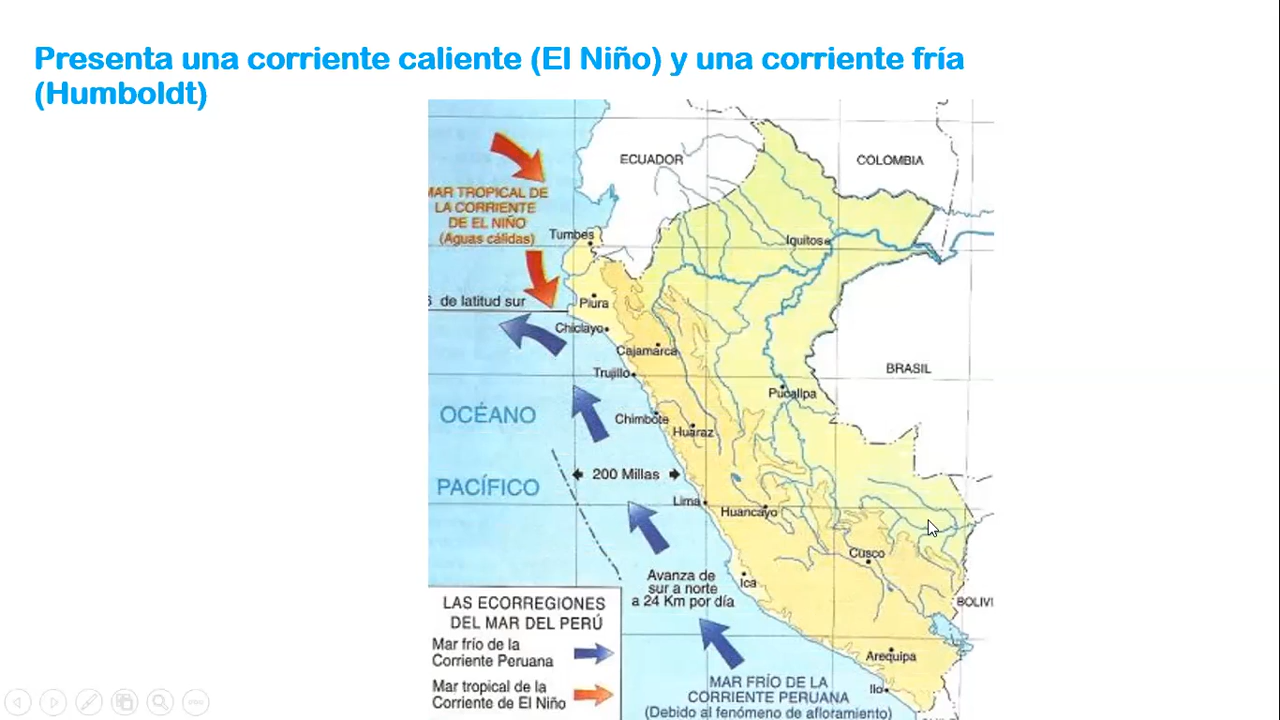 Presenta una corriente caliente (El Niño) y una corriente fría
(Humboldt)
ECUADOR
COLOMBIA
MAR TROPICAL DE
LA CORRIENTE
DE EL NIÑO
(Aguas cálidas)
Tumbes
Iquitos
de latitud sur
Piura
Chiclayo
Cajamarca
Trujillo
BRASIL
Pucallpa
OCÉANO
Chimbote
Huaraz
200 Millas
PACÍFICO
Lima
Huancayo
Cusco
Avanza de
sur a norte
a 24 Km por día
Ica
BOLIVI
LAS ECORREGIONES
DEL MAR DEL PERÚ
Mar frío de la
Corriente Peruana
Arequipa
Mar tropical de la
Corriente de El Niño
MAR FRÍO DE LA
CORRIENTE PERUANA
(Debido al fenómeno de afloramiento)
Ilo